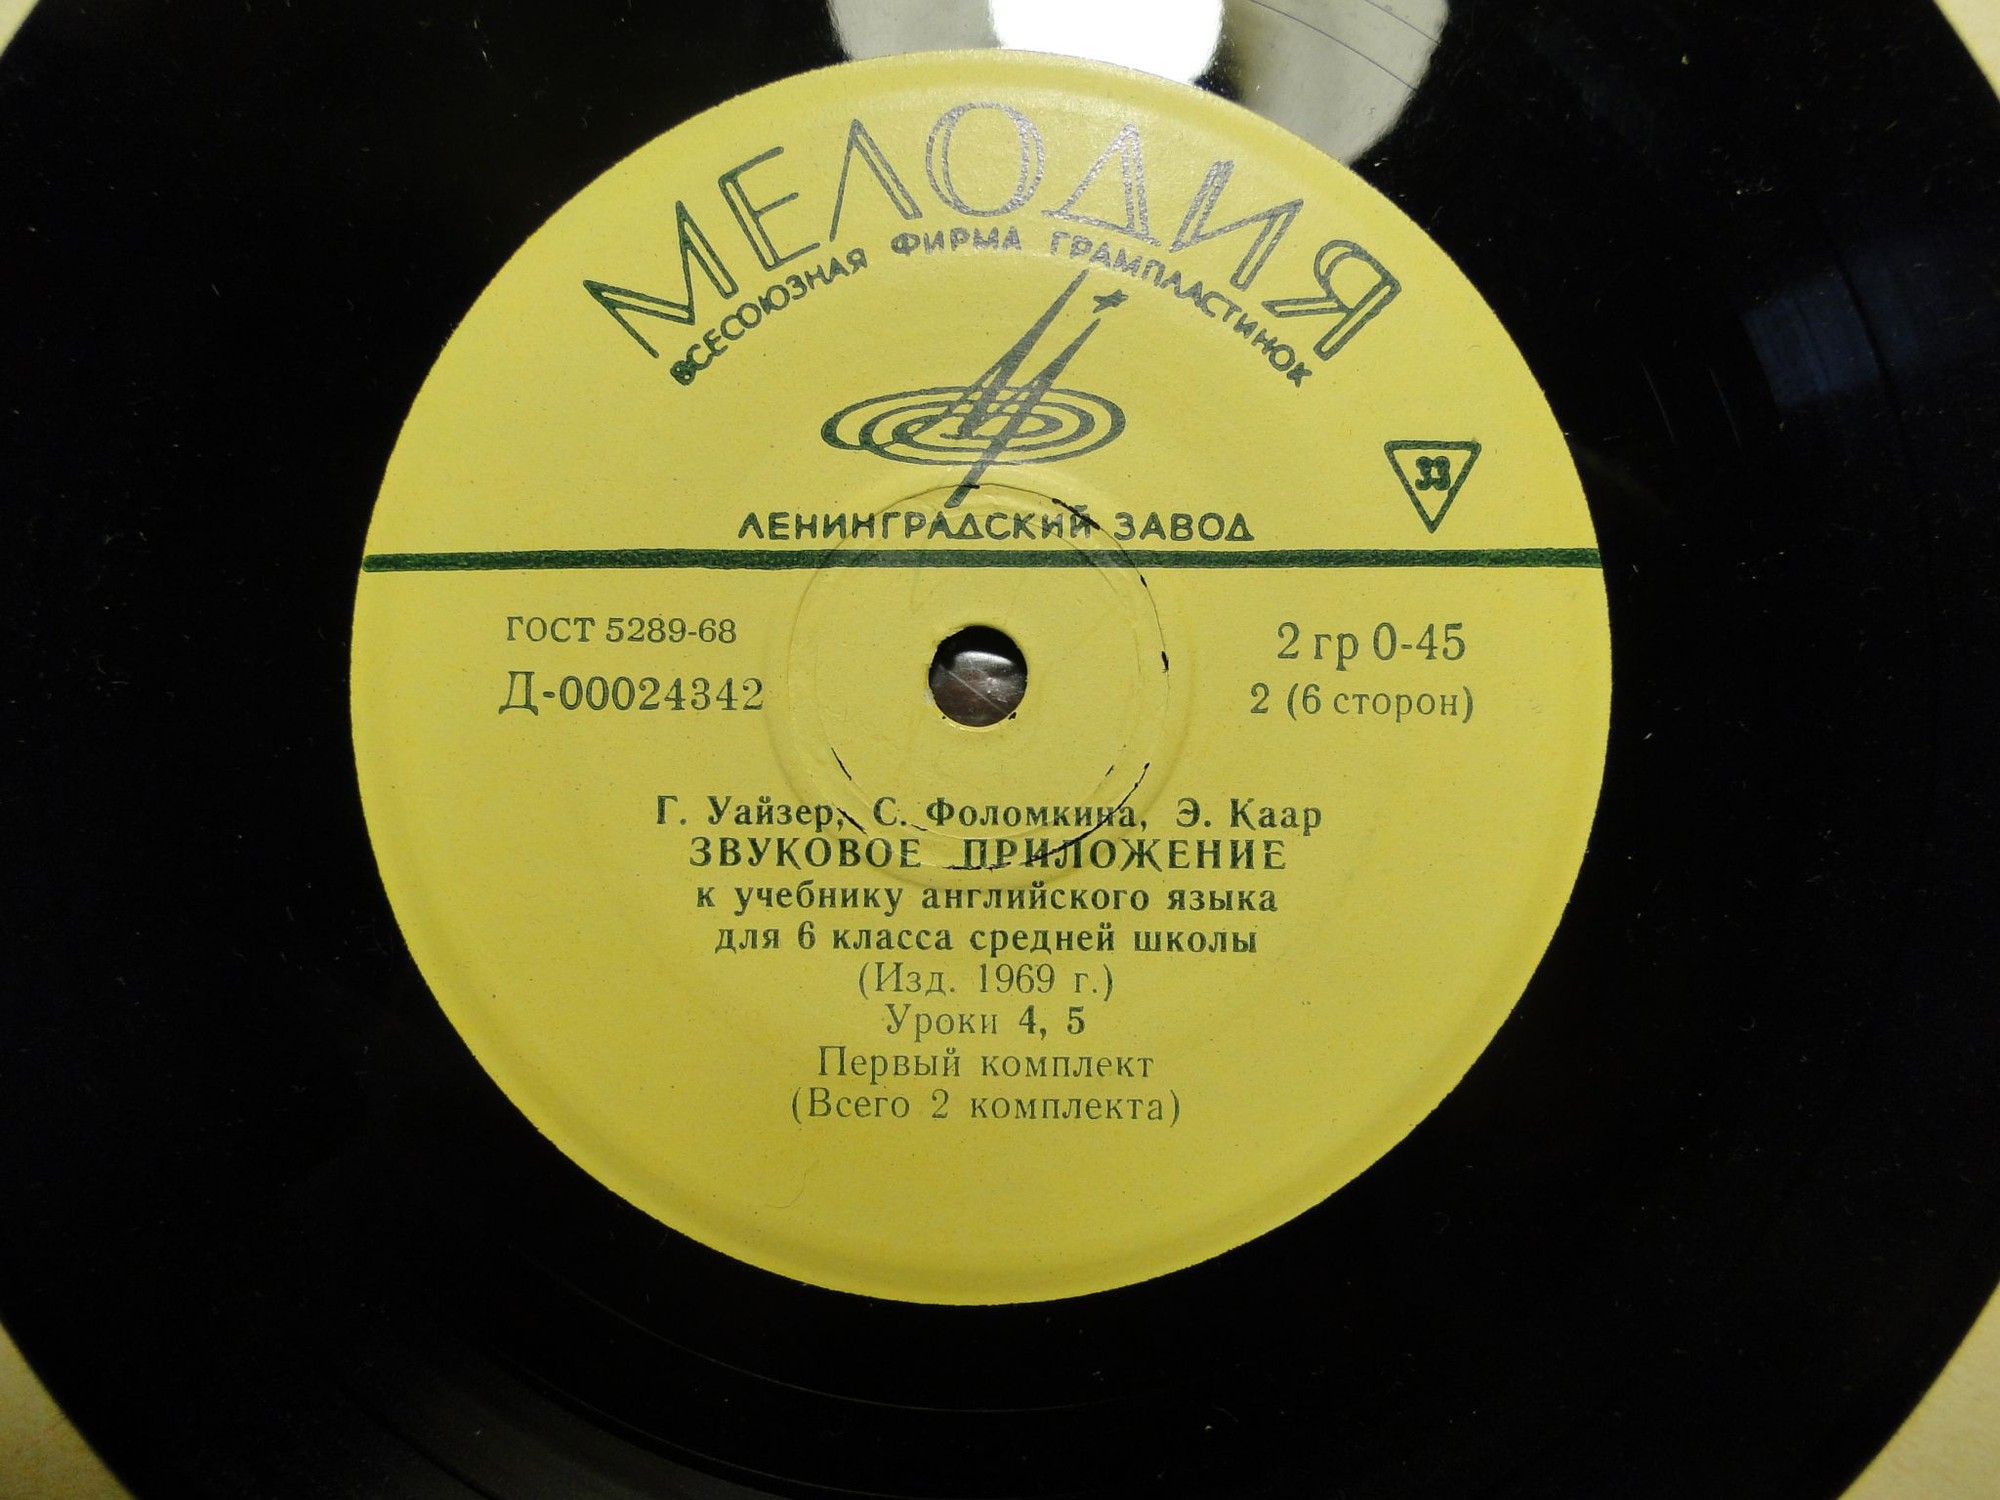 МЕЛОДИЯ
ВСЕСОЮЗНАЯ ФИРМА ГРАМПЛАСТИНОК
33
ЛЕНИНГРАДСКИЙ ЗАВОД
ГОСТ 5289-68
2 гр 0-45
Д-00024342
2 (6 сторон)
Г. Уайзер, С. Фоломкина, Э. Каар
ЗВУКОВОЕ ПРИЛОЖЕНИЕ
к учебнику английского языка
для 6 класса средней школы
(Изд. 1969 г.)
Уроки 4, 5
Первый комплект
(Всего 2 комплекта)